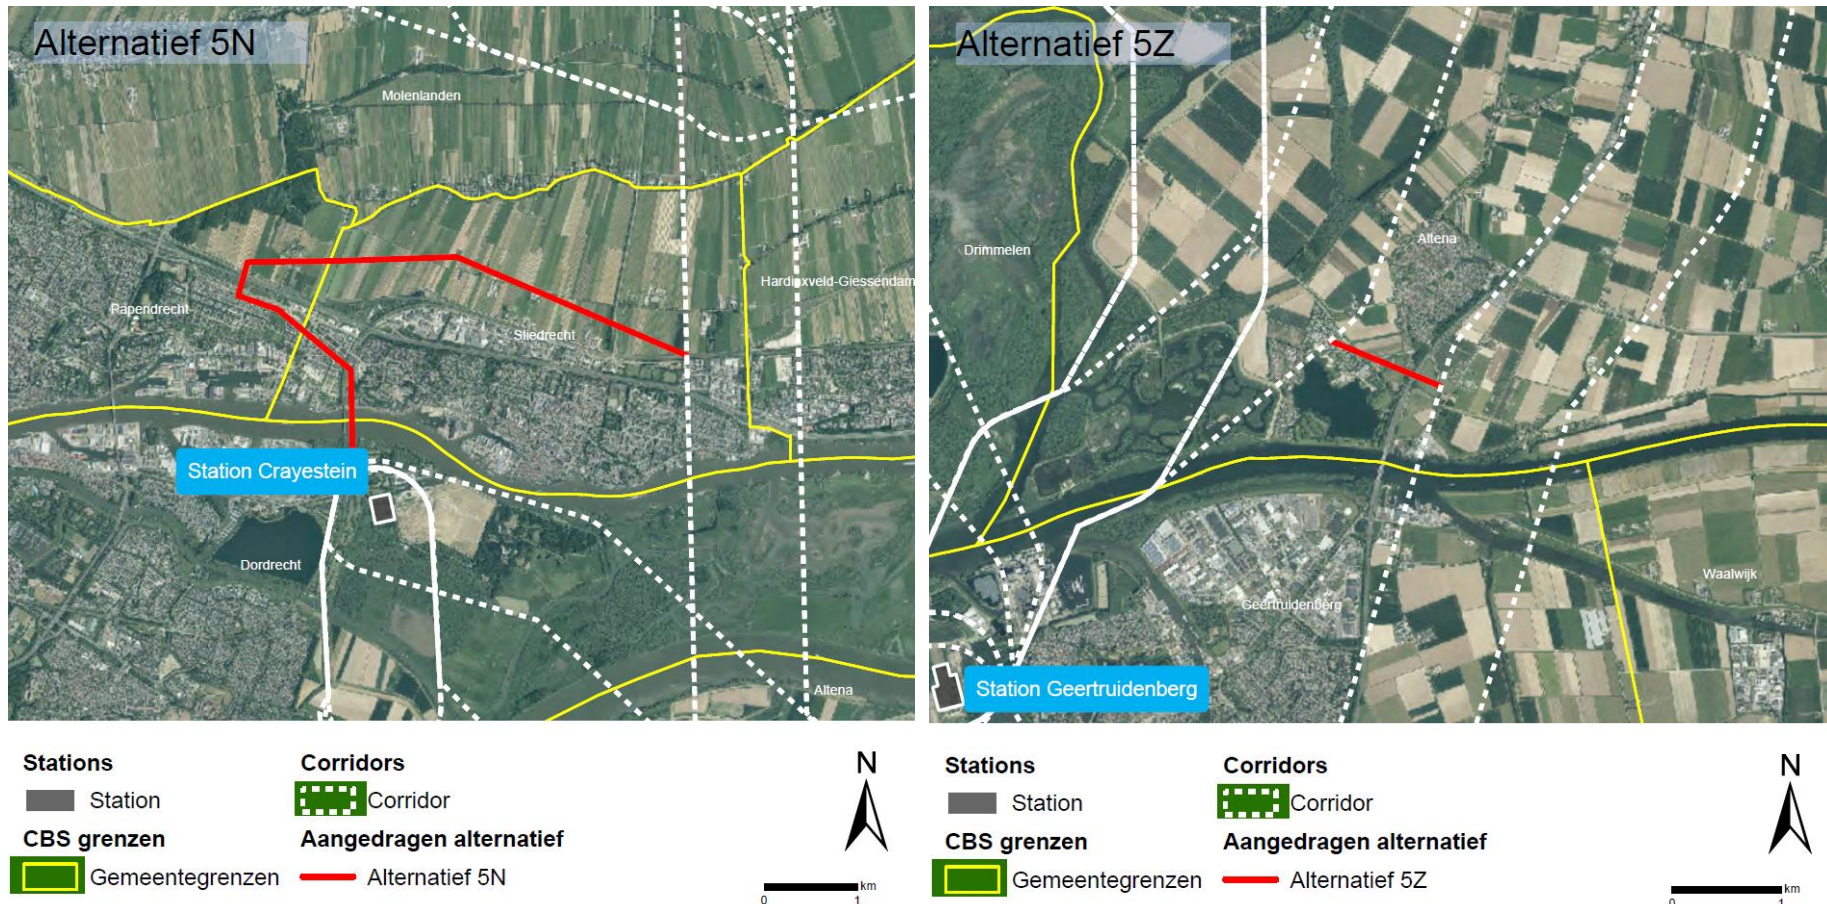 Alternatief 5N
Molenlanden
Papendrecht
Sliedrecht
Hardinxveld-Giessendam
Station Crayestein
Dordrecht
Altena
Stations
Station
CBS grenzen
Gemeentegrenzen
Corridors
Corridor
Aangedragen alternatief
Alternatief 5N
N
km
0 1
Alternatief 5Z
Drimmelen
Altena
Waalwijk
Geertruidenberg
Station Geertruidenberg
Stations
Station
CBS grenzen
Gemeentegrenzen
Corridors
Corridor
Aangedragen alternatief
Alternatief 5Z
N
km
0 1